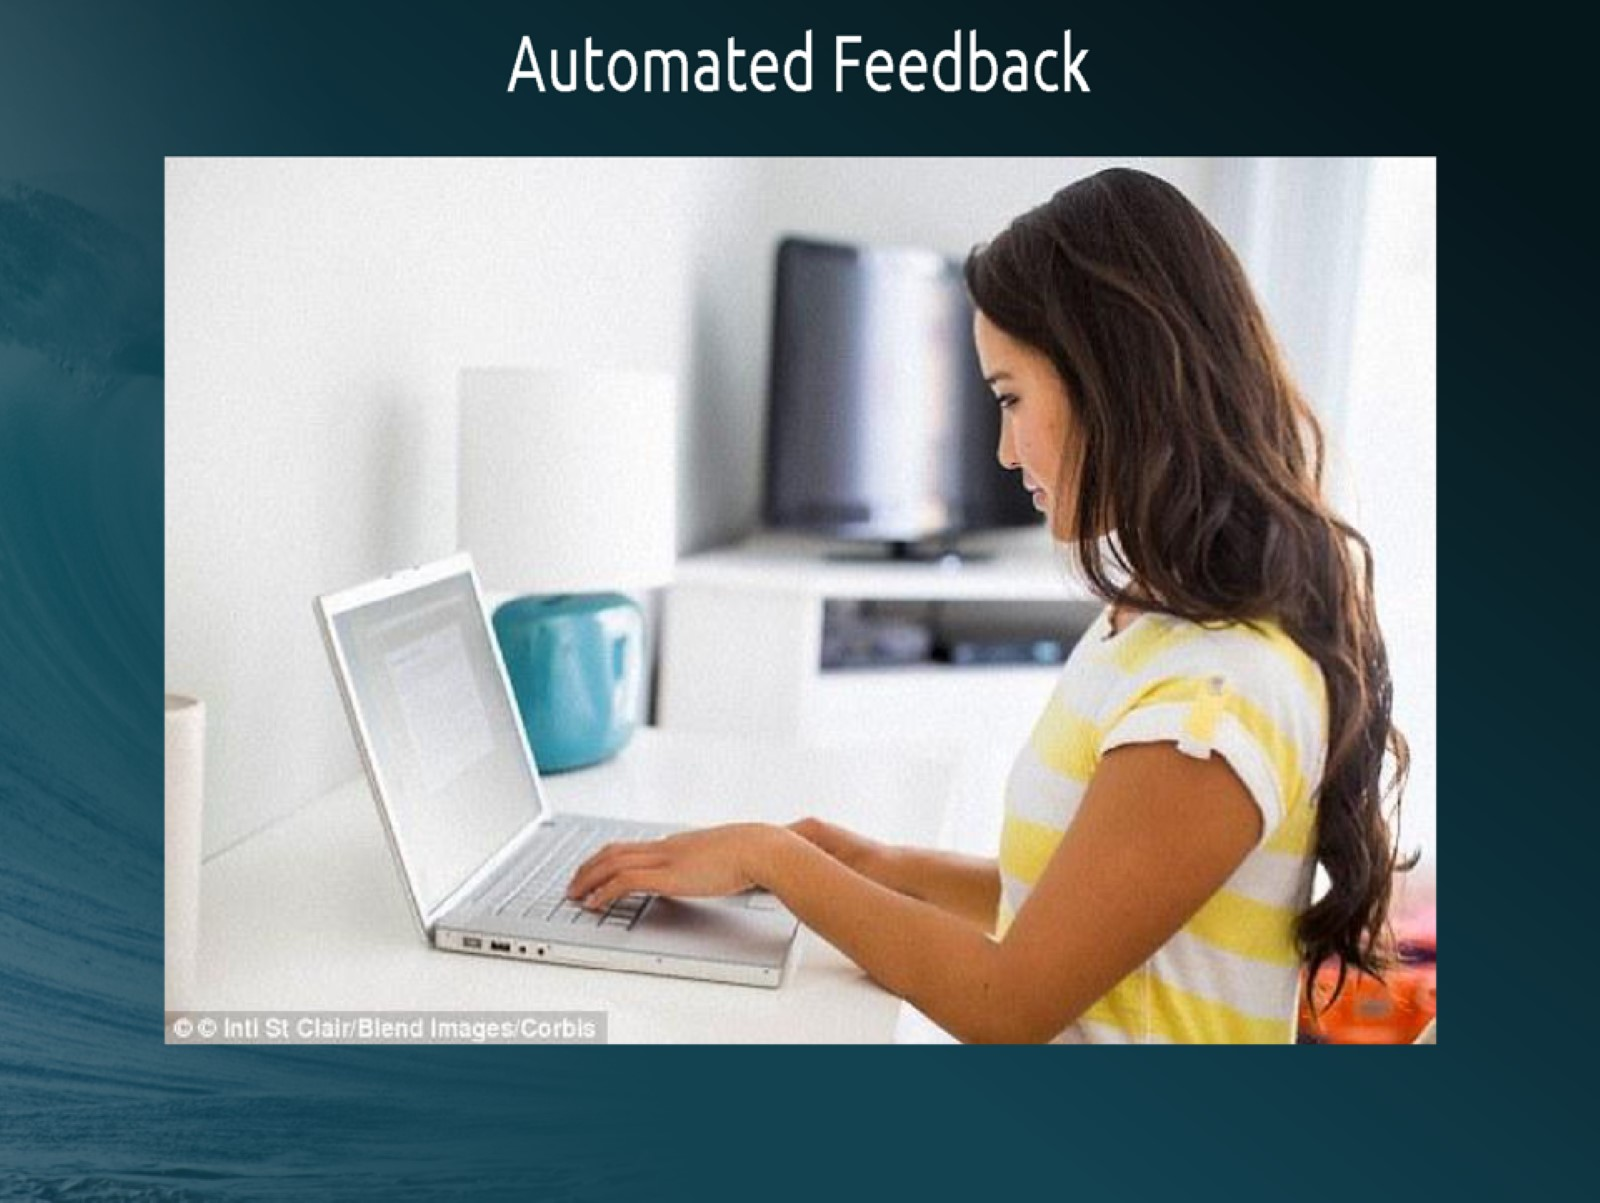 Automated Feedback
© © Inti St Clair/Blend Images/Corbis